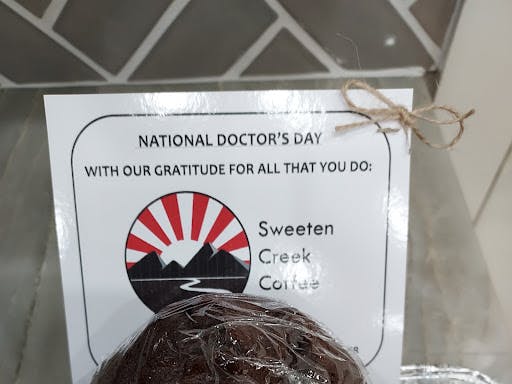 NATIONAL DOCTOR'S DAY
WITH OUR GRATITUDE FOR ALL THAT YOU DO:
Sweeten
Creek
Coffee